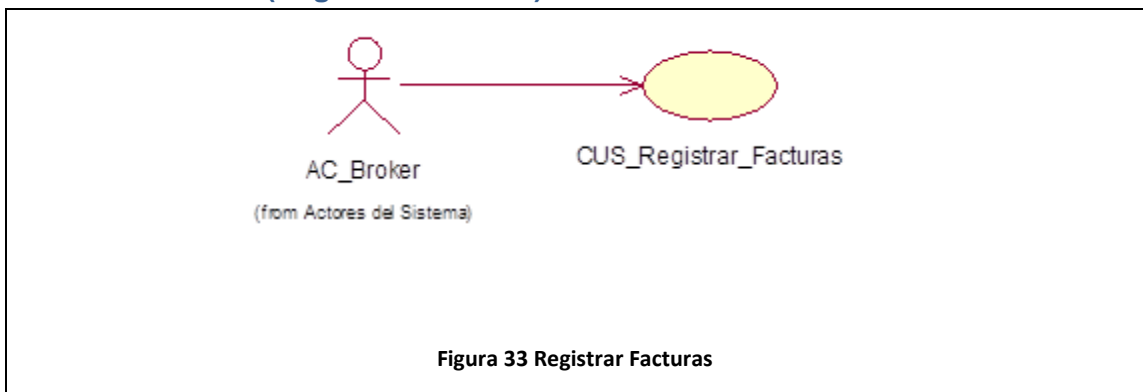 AC_Broker
CUS_Registrar_Facturas
(from Actores del Sistema)
Figura 33 Registrar Facturas